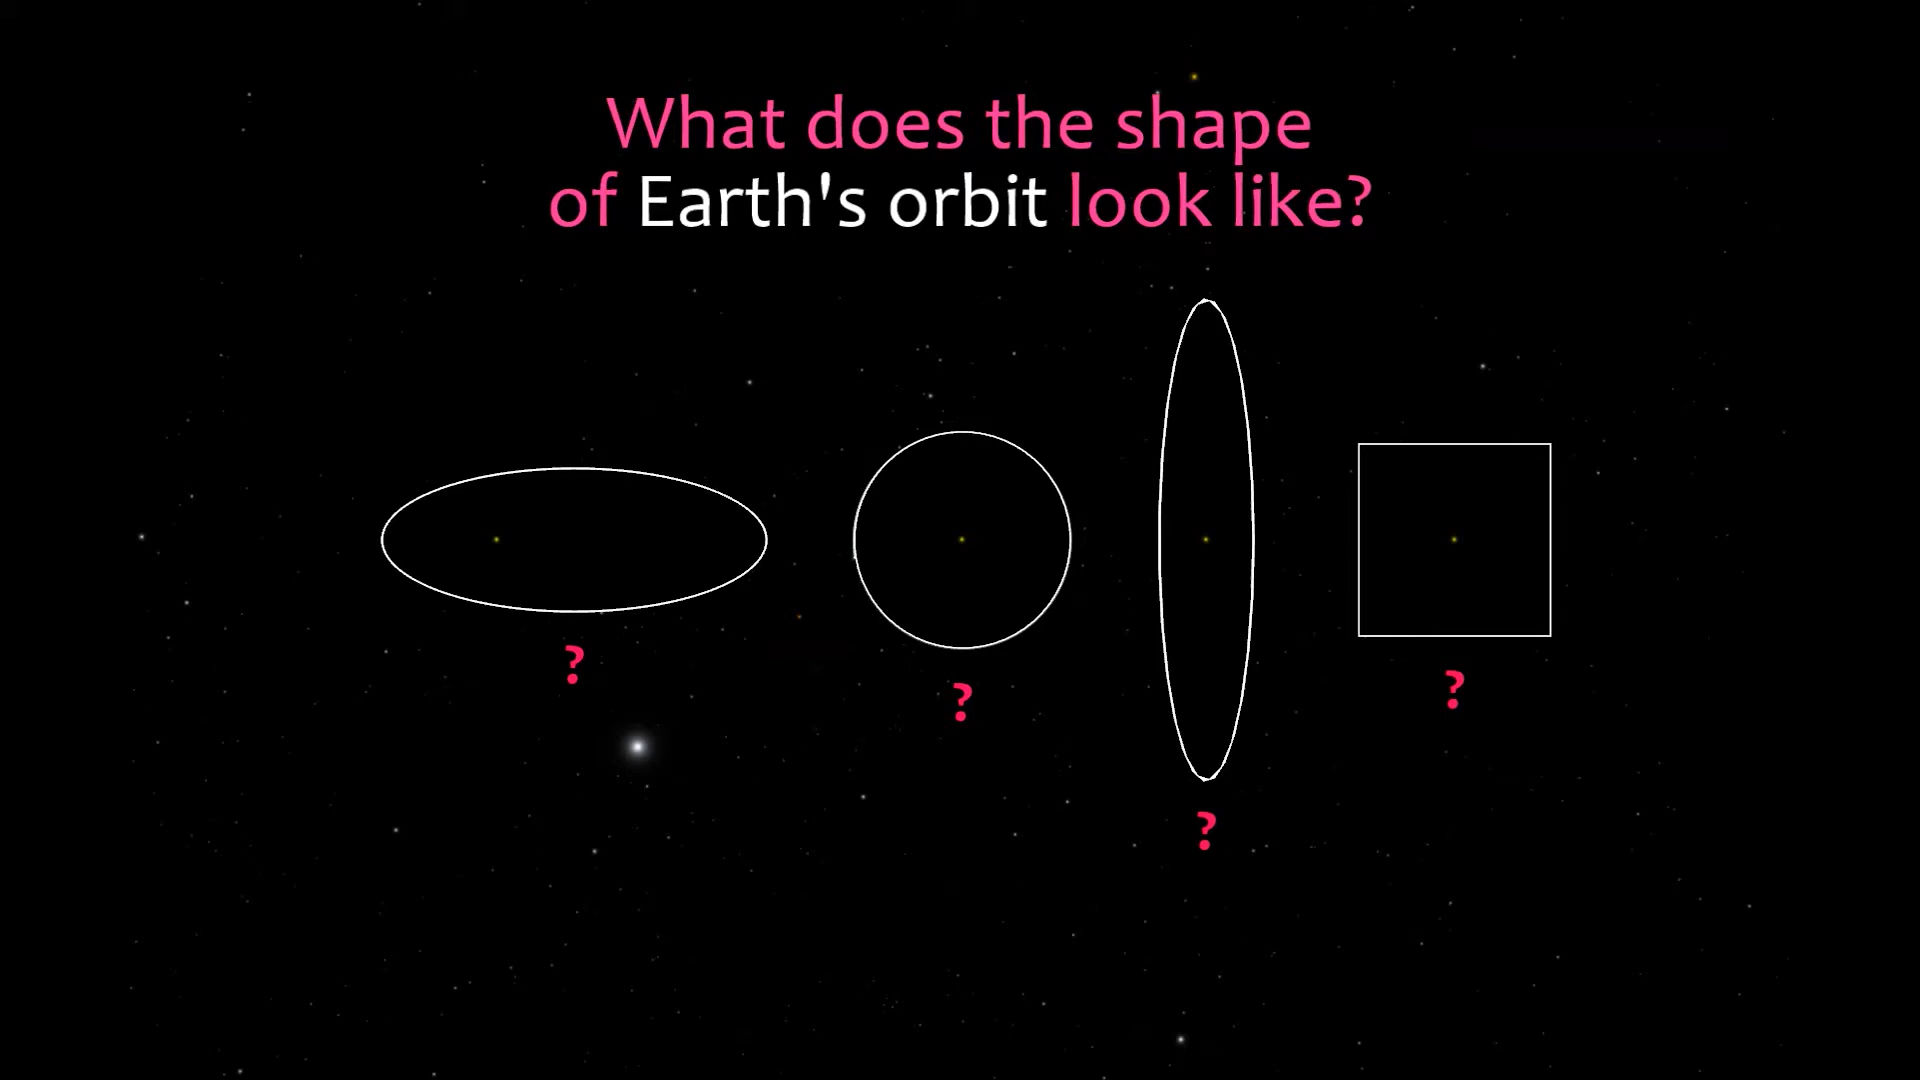 What does the shape
of Earth's orbit look like?
? ? ? ?